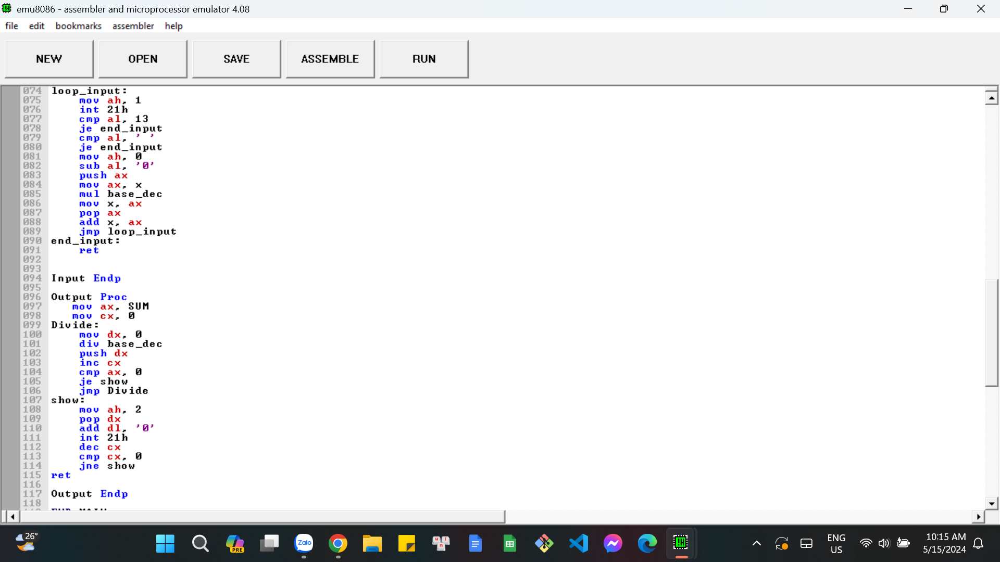 emu8086 - assembler and microprocessor emulator 4.08
file edit bookmarks assembler help
NEW OPEN SAVE ASSEMBLE RUN
074 loop_input:
075 mov ah, 1
076 int 21h
077 cmp al, 13
078 je end_input
079 cmp al, ' '
080 je end_input
081 mov ah, 0
082 sub al, '0'
083 push ax
084 mov ax, x
085 mul base_dec
086 mov x, ax
087 pop ax
088 add x, ax
089 jmp loop_input
090 end_input:
091 ret
092
093
094 Input Endp
095
096 Output Proc
097 mov ax, SUM
098 mov cx, 0
099 Divide:
100 mov dx, 0
101 div base_dec
102 push dx
103 inc cx
104 cmp ax, 0
105 je show
106 jmp Divide
107 show:
108 mov ah, 2
109 pop dx
110 add dl, '0'
111 int 21h
112 dec cx
113 cmp cx, 0
114 jne show
115 ret
116
117 Output Endp
118
26°
PRE
Zalo
ENG
US
10:15 AM
5/15/2024